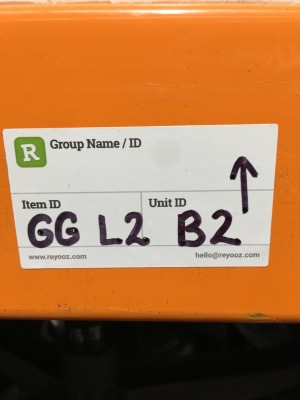 R Group Name / ID
Item ID Unit ID
GG L2 B2 ↑
www.reyooz.com hello@reyooz.com